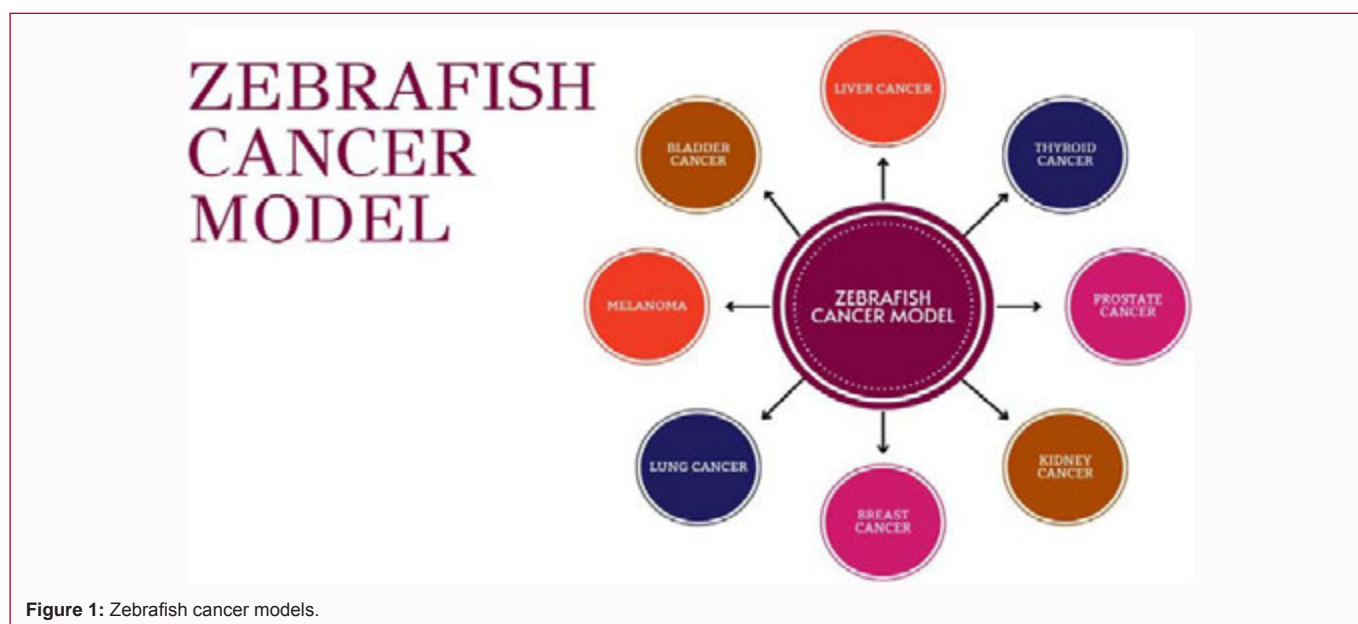 ZEBRAFISH
CANCER
MODEL
LIVER CANCER
BLADDER
CANCER
THYROID
CANCER
MELANOMA
ZEBRAFISH
CANCER MODEL
PROSTATE
CANCER
LUNG CANCER
KIDNEY
CANCER
BREAST
CANCER
Figure 1: Zebrafish cancer models.